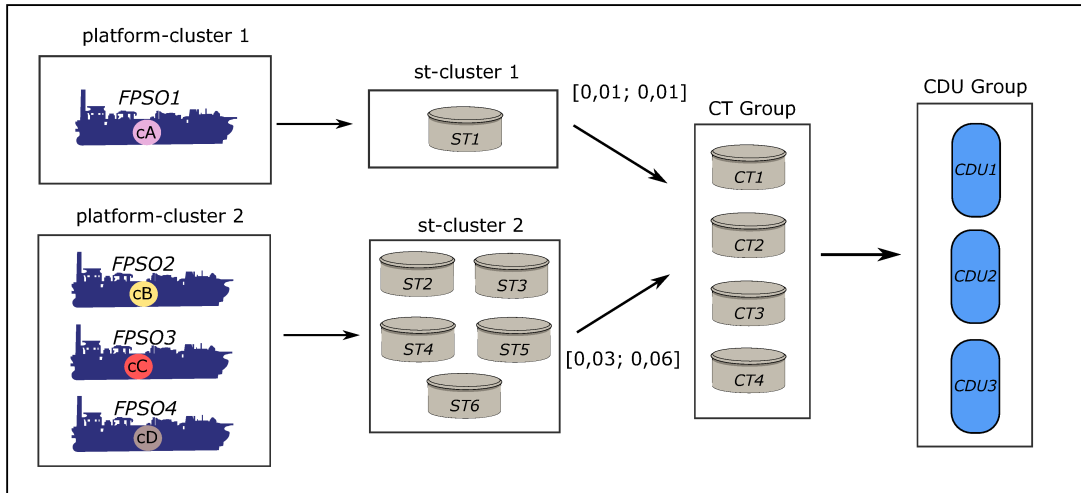 platform-cluster 1
FPSO1
cA
st-cluster 1
ST1
[0,01; 0,01]
platform-cluster 2
FPSO2
cB
FPSO3
cC
FPSO4
cD
st-cluster 2
ST2
ST3
ST4
ST5
ST6
[0,03; 0,06]
CT Group
CT1
CT2
CT3
CT4
CDU Group
CDU1
CDU2
CDU3